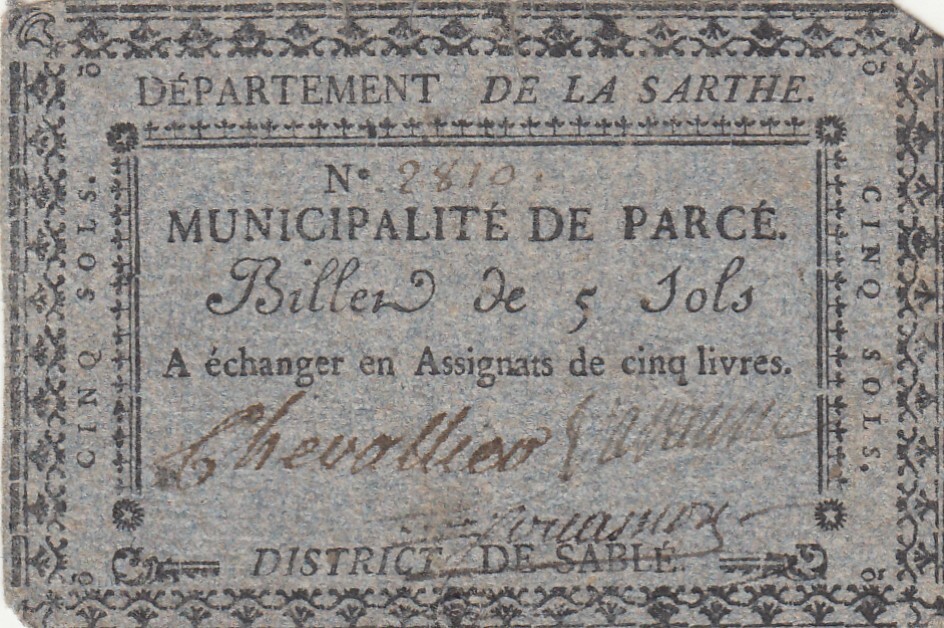 DÉPARTEMENT DE LA SARTHE.
CINQ SOLS.
N°. 2810.
MUNICIPALITÉ DE PARCÉ.
Billet de 5 Sols
A échanger en Assignats de cinq livres.
Chevallier
DISTRICT DE SABLÉ.
CINQ SOLS.